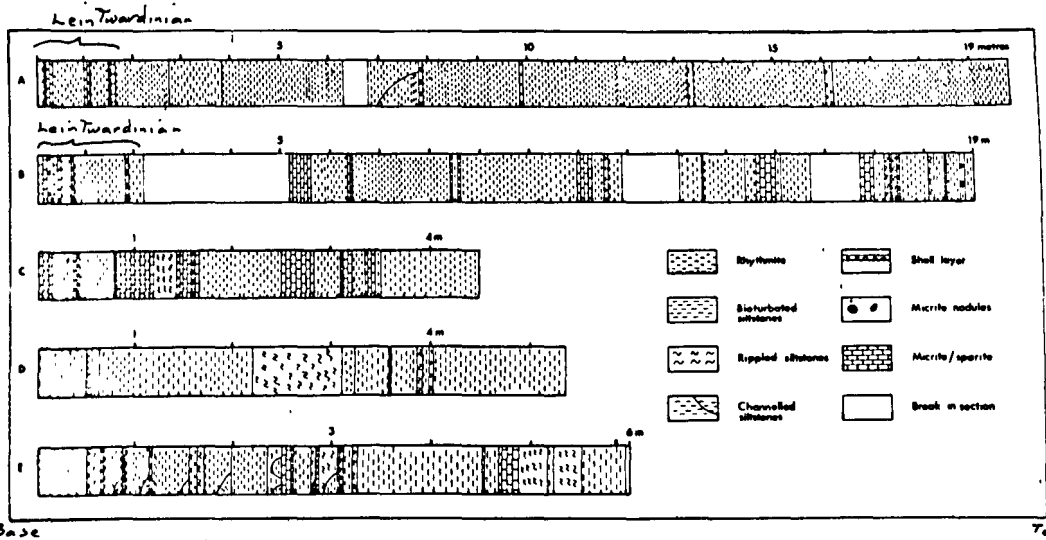 LeinTwardinian
5 10 15 19 metres
A
LeinTwardinian
5 19 m
B
1 4 m
C
Rhythmite
Shell layer
Bioturbated siltstones
Micrite nodules
1 4 m
D
Rippled siltstones
Micrite/sparite
Channelled siltstones
Break in section
3 6 m
E
Base